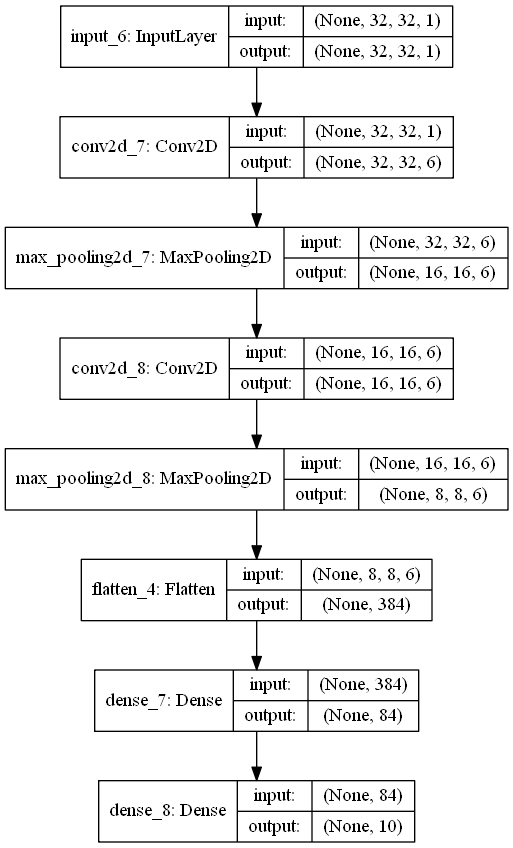 input_6: InputLayer
input:
(None, 32, 32, 1)
output:
(None, 32, 32, 1)
conv2d_7: Conv2D
input:
(None, 32, 32, 1)
output:
(None, 32, 32, 6)
max_pooling2d_7: MaxPooling2D
input:
(None, 32, 32, 6)
output:
(None, 16, 16, 6)
conv2d_8: Conv2D
input:
(None, 16, 16, 6)
output:
(None, 16, 16, 6)
max_pooling2d_8: MaxPooling2D
input:
(None, 16, 16, 6)
output:
(None, 8, 8, 6)
flatten_4: Flatten
input:
(None, 8, 8, 6)
output:
(None, 384)
dense_7: Dense
input:
(None, 384)
output:
(None, 84)
dense_8: Dense
input:
(None, 84)
output:
(None, 10)